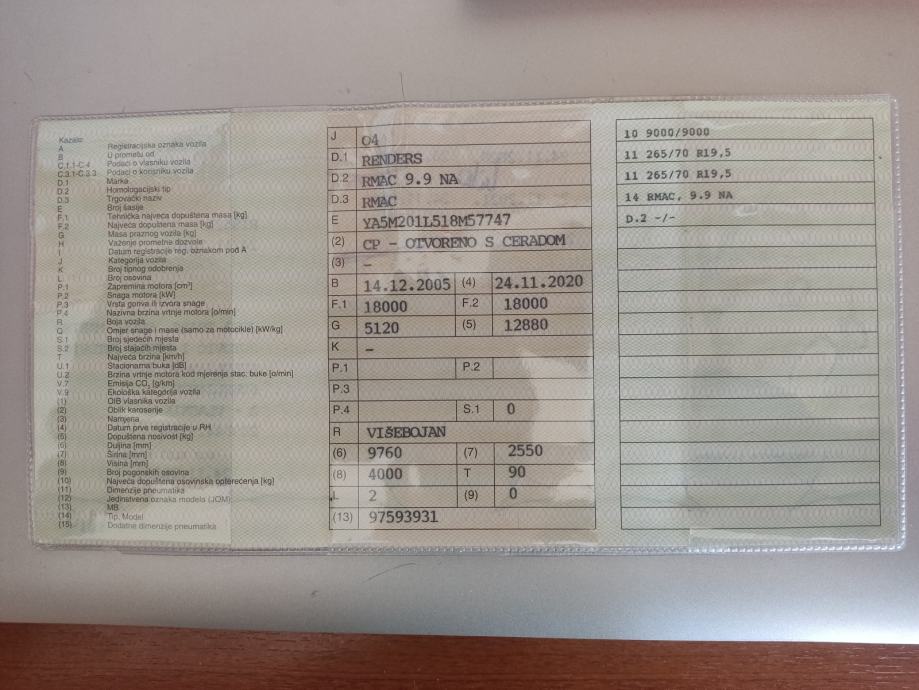 Kazalo:
A Registracijska oznaka vozila
B U prometu od
C.1.1-C.4 Podaci o vlasniku vozila
C.3.1-C.3.3 Podaci o korisniku vozila
D.1 Marka
D.2 Homologacijski tip
D.3 Trgovački naziv
E Broj šasije
F.1 Tehnička najveća dopuštena masa [kg]
F.2 Najveća dopuštena masa [kg]
G Masa praznog vozila [kg]
H Važenje prometne dozvole
I Datum registracije reg. oznakom pod A
J Kategorija vozila
K Broj tipnog odobrenja
L Broj osovina
P.1 Zapremina motora [cm³]
P.2 Snaga motora [kW]
P.3 Vrsta goriva ili izvora snage
P.4 Nazivna brzina vrtnje motora [o/min]
R Boja vozila
Q Omjer snage i mase (samo za motocikle) [kW/kg]
S.1 Broj sjedećih mjesta
S.2 Broj stajaćih mjesta
T Najveća brzina [km/h]
U.1 Stacionarna buka [dB]
U.2 Brzina vrtnje motora kod mjerenja stac. buke [o/min]
V.7 Emisija CO₂ [g/km]
V.9 Ekološka kategorija vozila
(1) OIB vlasnika vozila
(2) Oblik karoserije
(3) Namjena
(4) Datum prve registracije u RH
(5) Dopuštena nosivost [kg]
(6) Duljina [mm]
(7) Širina [mm]
(8) Visina [mm]
(9) Broj pogonskih osovina
(10) Najveća dopuštena osovinska opterećenja [kg]
(11) Dimenzije pneumatika
(12) Jedinstvena oznaka modela (JOM)
(13) MB
(14) Tip, Model
(15) Dodatne dimenzije pneumatika
J O4
D.1 RENDERS
D.2 RMAC 9.9 NA
D.3 RMAC
E YA5M201L518M57747
(2) CP - OTVORENO S CERADOM
(3) -
B 14.12.2005 (4) 24.11.2020
F.1 18000 F.2 18000
G 5120 (5) 12880
K -
P.1 P.2
P.3
P.4 S.1 0
R VIŠEBOJAN
(6) 9760 (7) 2550
(8) 4000 T 90
L 2 (9) 0
(13) 97593931
10 9000/9000
11 265/70 R19,5
11 265/70 R19,5
14 RMAC, 9.9 NA
D.2 -/-